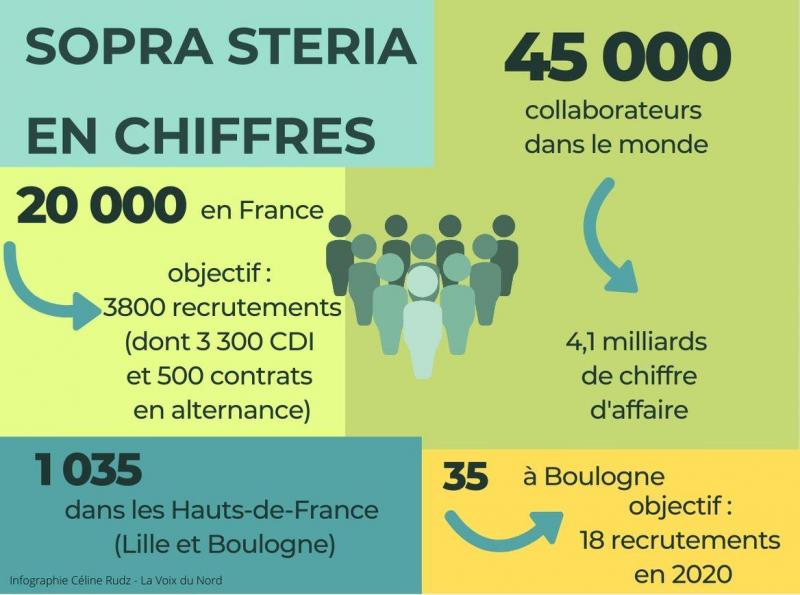 SOPRA STERIA
EN CHIFFRES
45 000
collaborateurs
dans le monde
4,1 milliards
de chiffre
d'affaire
20 000 en France
objectif :
3800 recrutements
(dont 3 300 CDI
et 500 contrats
en alternance)
1 035
dans les Hauts-de-France
(Lille et Boulogne)
35 à Boulogne
objectif :
18 recrutements
en 2020
Infographie Céline Rudz - La Voix du Nord